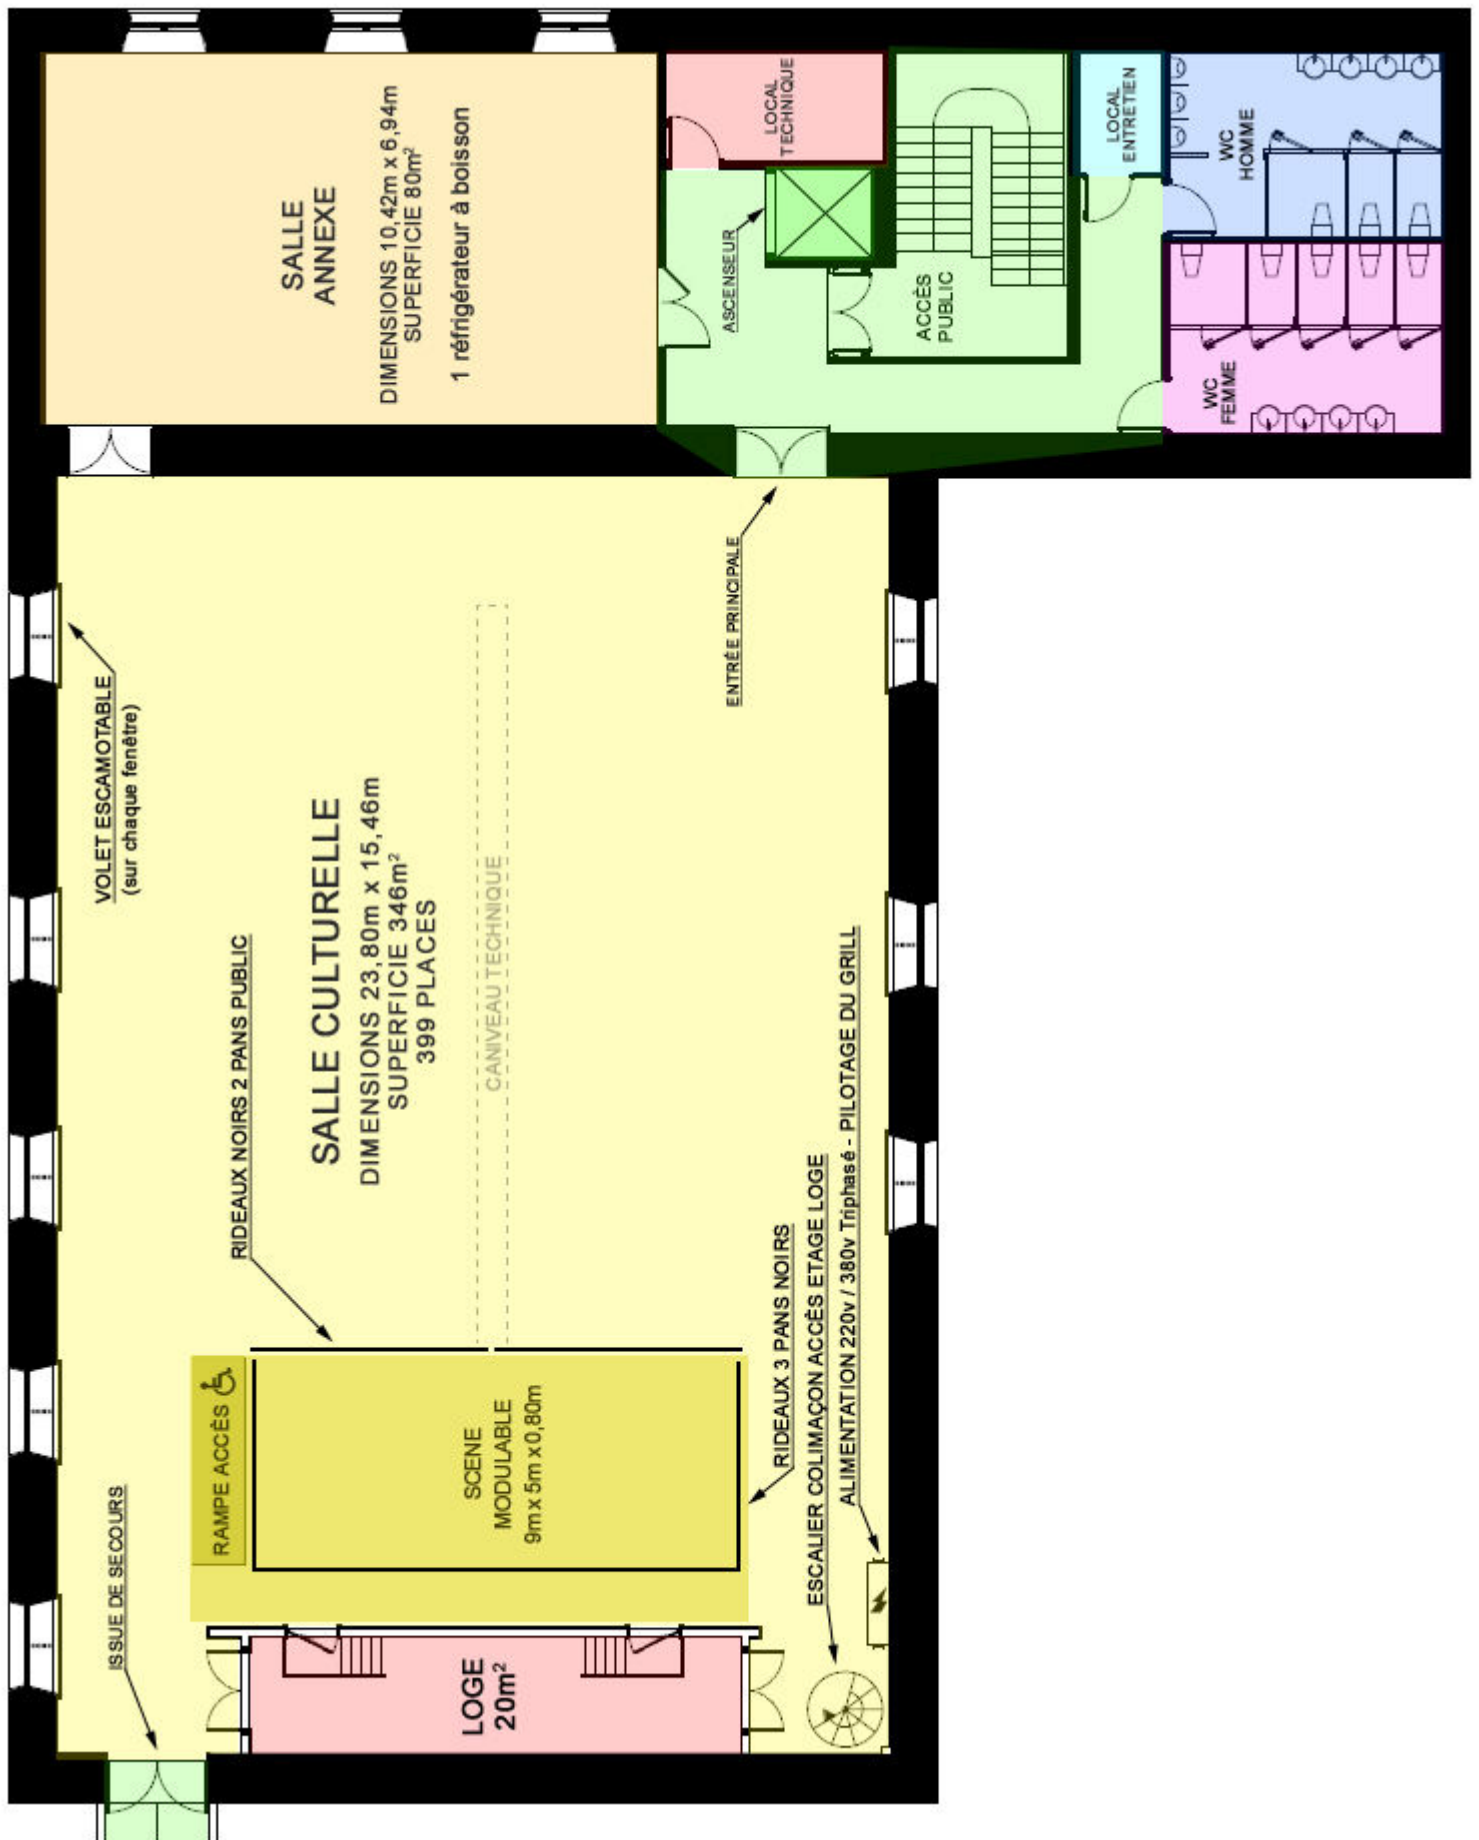 SALLE
ANNEXE
DIMENSIONS 10,42m x 6,94m
SUPERFICIE 80m²
1 réfrigérateur à boisson
LOCAL
TECHNIQUE
ASCENSEUR
ACCÈS
PUBLIC
LOCAL
ENTRETIEN
WC
HOMME
WC
FEMME
ENTRÉE PRINCIPALE
VOLET ESCAMOTABLE
(sur chaque fenêtre)
SALLE CULTURELLE
DIMENSIONS 23,80m x 15,46m
SUPERFICIE 346m²
399 PLACES
CANIVEAU TECHNIQUE
RIDEAUX NOIRS 2 PANS PUBLIC
RAMPE ACCÈS
SCENE
MODULABLE
9m x 5m x 0,80m
RIDEAUX 3 PANS NOIRS
ESCALIER COLIMAÇON ACCÈS ETAGE LOGE
ALIMENTATION 220v / 380v Triphasé - PILOTAGE DU GRILL
ISSUE DE SECOURS
LOGE
20m²